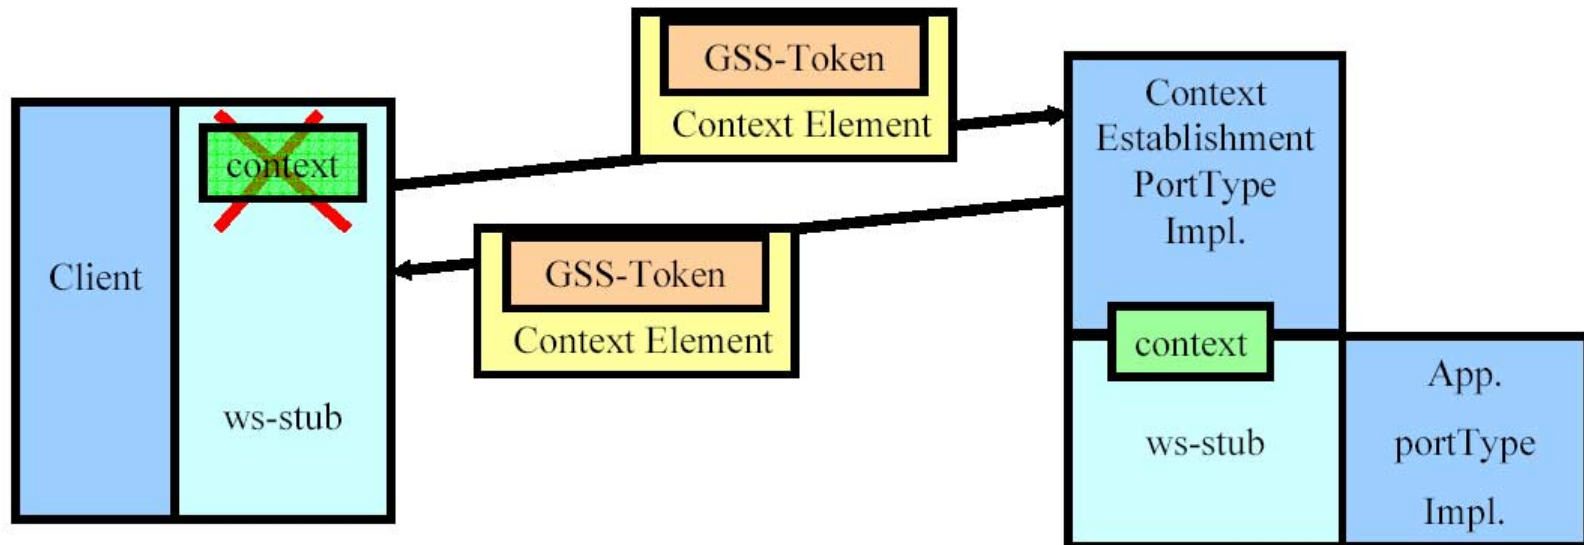 Client
context
ws-stub
GSS-Token
Context Element
GSS-Token
Context Element
Context
Establishment
PortType
Impl.
context
ws-stub
App.
portType
Impl.